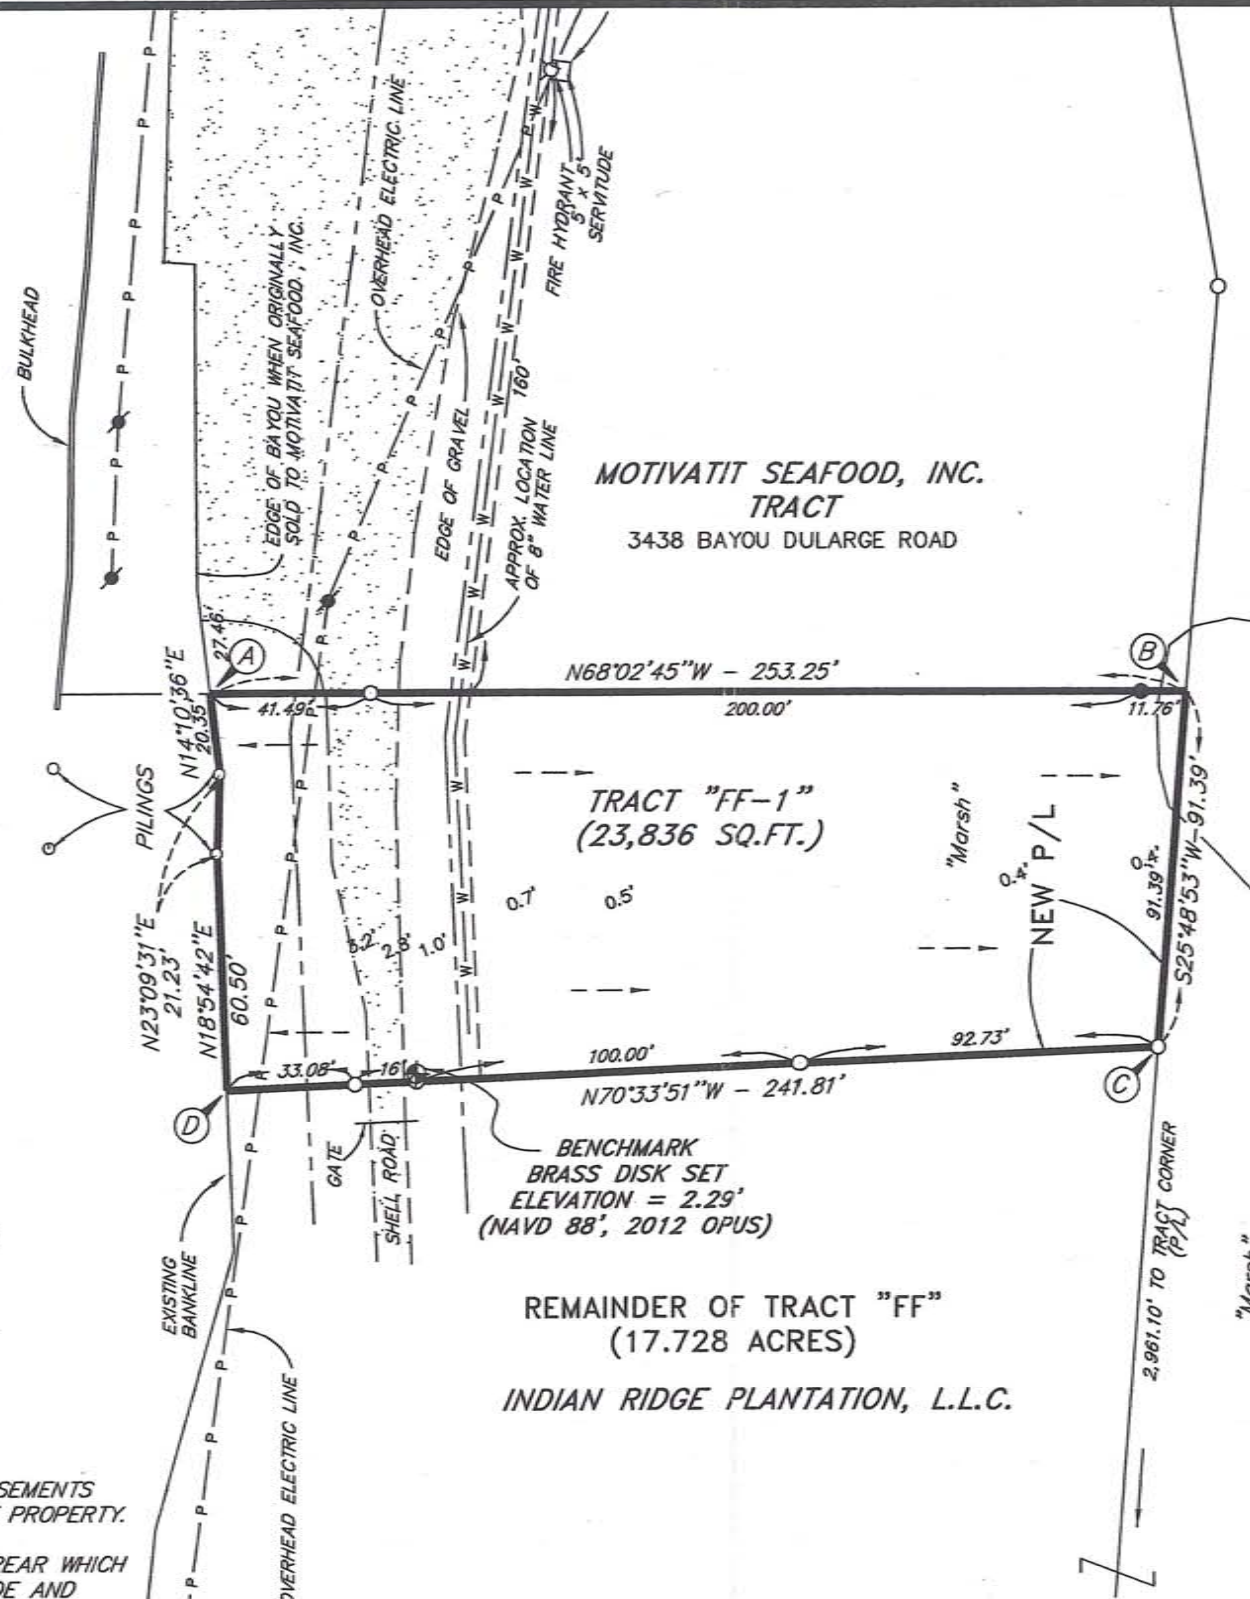 BULKHEAD
EDGE OF BAYOU WHEN ORIGINALLY
SOLD TO MOTIVATIT SEAFOOD, INC.
OVERHEAD ELECTRIC LINE
EDGE OF GRAVEL
FIRE HYDRANT
5' x 5'
SERVITUDE
160'
APPROX. LOCATION
OF 8" WATER LINE
MOTIVATIT SEAFOOD, INC.
TRACT
3438 BAYOU DULARGE ROAD
27.46'
A
N68°02'45"W - 253.25'
B
N14°10'36"E
20.35'
41.49'
200.00'
11.76'
PILINGS
TRACT "FF-1"
(23,836 SQ.FT.)
"Marsh"
NEW P/L
0.4'
91.39'
S25°48'53"W-91.39'
0.7'
0.5'
3.2'
2.8'
1.0'
N23°09'31"E
21.23'
N18°54'42"E
60.50'
33.08'
16'
100.00'
92.73'
N70°33'51"W - 241.81'
D
C
GATE
SHELL ROAD
BENCHMARK
BRASS DISK SET
ELEVATION = 2.29'
(NAVD 88', 2012 OPUS)
EXISTING
BANKLINE
2,961.10' TO TRACT CORNER
(P/L)
"Marsh"
REMAINDER OF TRACT "FF"
(17.728 ACRES)
INDIAN RIDGE PLANTATION, L.L.C.
OVERHEAD ELECTRIC LINE
SEMENTS
PROPERTY.
PEAR WHICH
DE AND